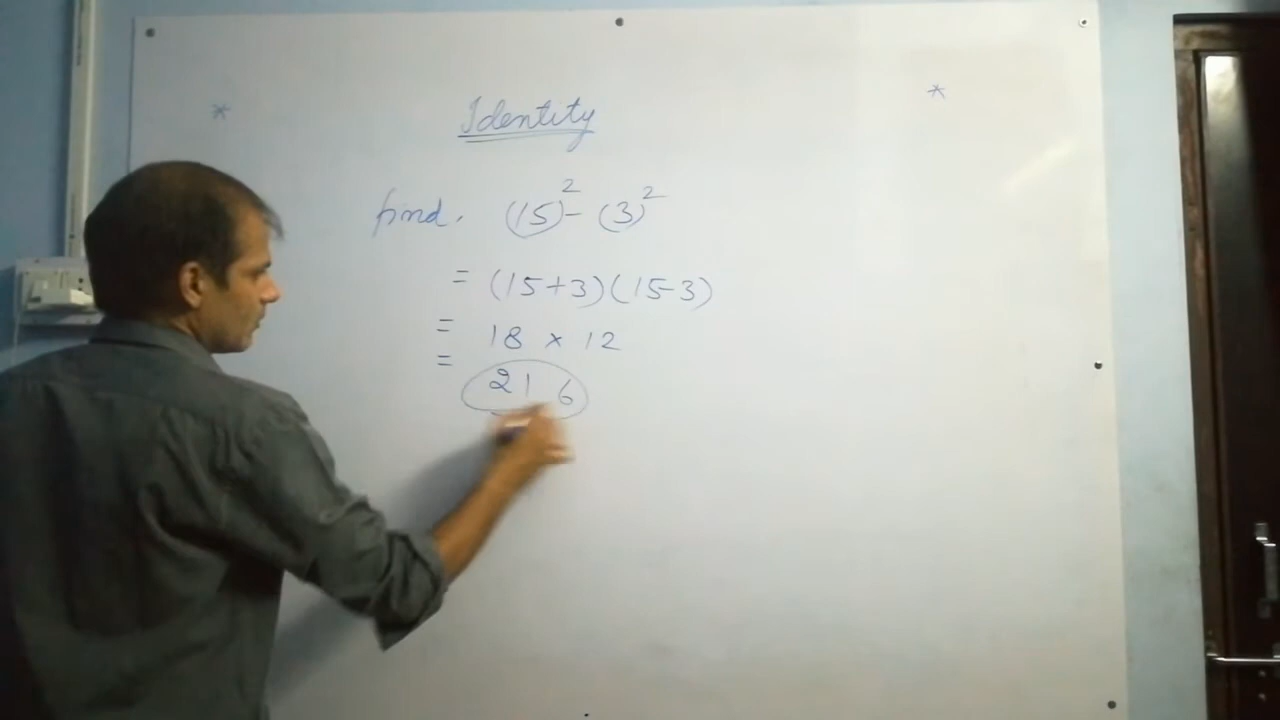 * Identity *
find. (15)² - (3)²
= (15+3)(15-3)
= 18 × 12
= 216